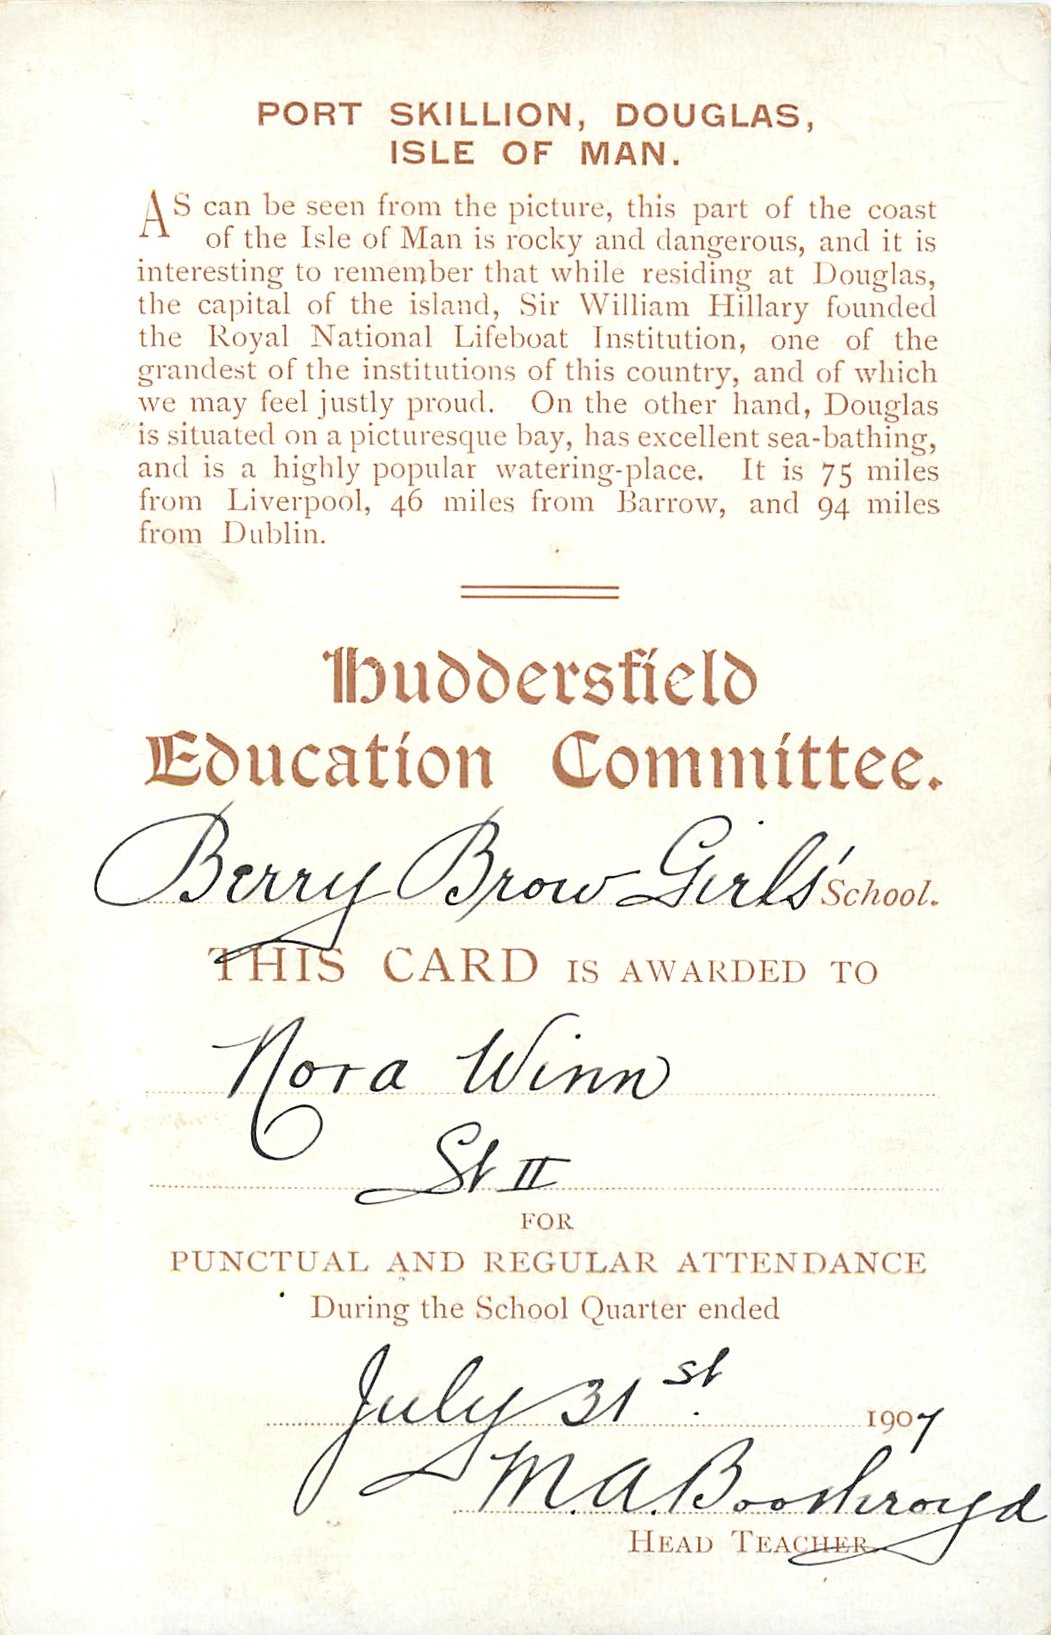 PORT SKILLION, DOUGLAS,
ISLE OF MAN.
AS can be seen from the picture, this part of the coast
of the Isle of Man is rocky and dangerous, and it is
interesting to remember that while residing at Douglas,
the capital of the island, Sir William Hillary founded
the Royal National Lifeboat Institution, one of the
grandest of the institutions of this country, and of which
we may feel justly proud. On the other hand, Douglas
is situated on a picturesque bay, has excellent sea-bathing,
and is a highly popular watering-place. It is 75 miles
from Liverpool, 46 miles from Barrow, and 94 miles
from Dublin.
Huddersfield
Education Committee.
Berry Brow Girls' School.
THIS CARD IS AWARDED TO
Nora Winn
St II
FOR
PUNCTUAL AND REGULAR ATTENDANCE
During the School Quarter ended
July 31st. 1907
M.A. Boothroyd
HEAD TEACHER